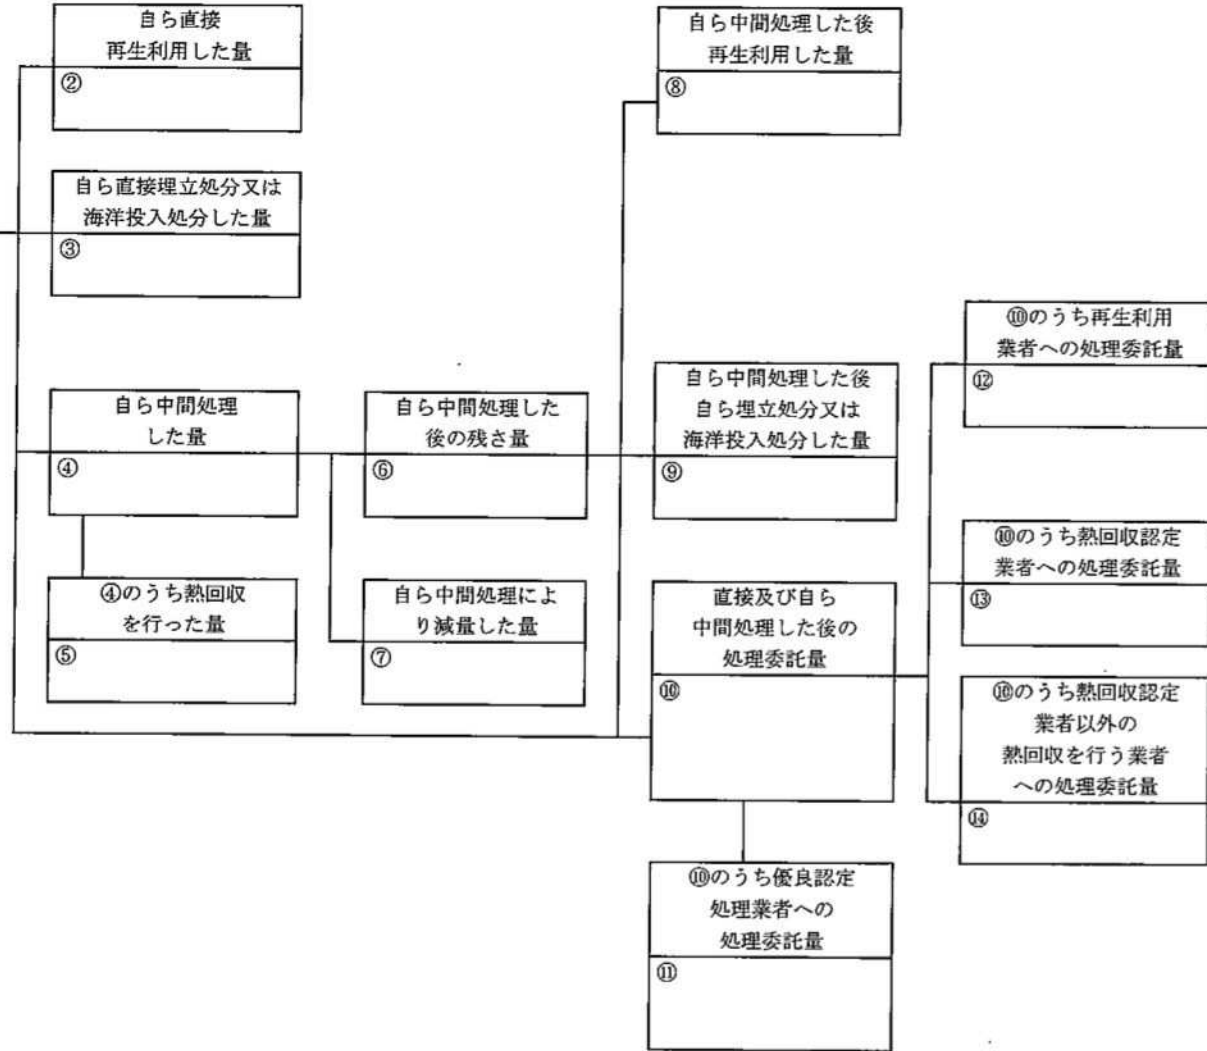 自ら直接
再生利用した量
②
自ら中間処理した後
再生利用した量
⑧
自ら直接埋立処分又は
海洋投入処分した量
③
⑩のうち再生利用
業者への処理委託量
⑫
自ら中間処理
した量
④
自ら中間処理した
後の残さ量
⑥
自ら中間処理した後
自ら埋立処分又は
海洋投入処分した量
⑨
⑩のうち熱回収認定
業者への処理委託量
⑬
④のうち熱回収
を行った量
⑤
自ら中間処理によ
り減量した量
⑦
直接及び自ら
中間処理した後の
処理委託量
⑩
⑩のうち熱回収認定
業者以外の
熱回収を行う業者
への処理委託量
⑭
⑩のうち優良認定
処理業者への
処理委託量
⑪